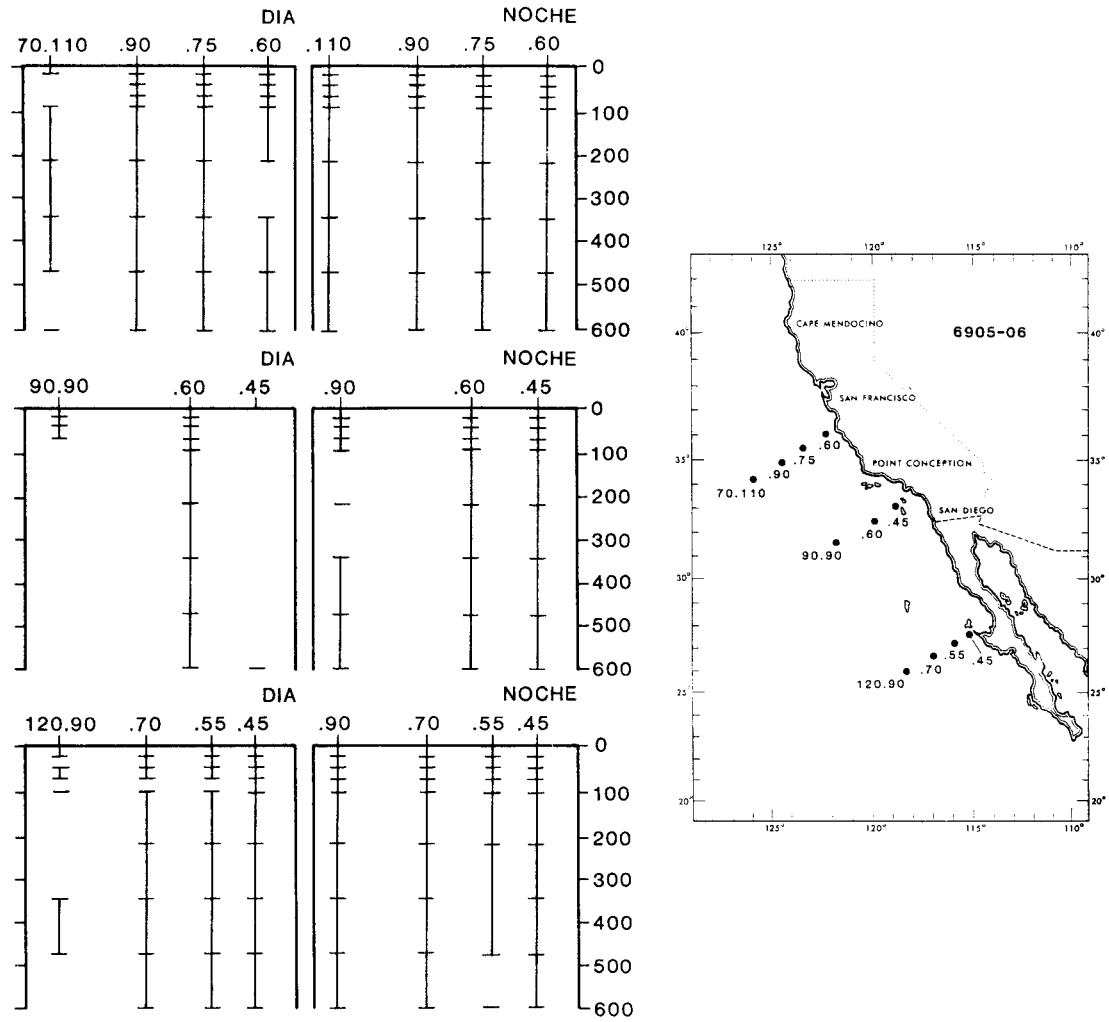 DIA NOCHE
70.110 .90 .75 .60 .110 .90 .75 .60
0
100
200
300
400
500
600
DIA NOCHE
90.90 .60 .45 .90 .60 .45
0
100
200
300
400
500
600
DIA NOCHE
120.90 .70 .55 .45 .90 .70 .55 .45
0
100
200
300
400
500
600
125° 120° 115° 110°
40° CAPE MENDOCINO 6905-06 40°
SAN FRANCISCO
35° .60 35°
.75
.90 POINT CONCEPTION
70.110
SAN DIEGO
.45
.60
90.90
30° 30°
.45
.55
.70
120.90
25° 25°
20° 20°
125° 120° 115° 110°